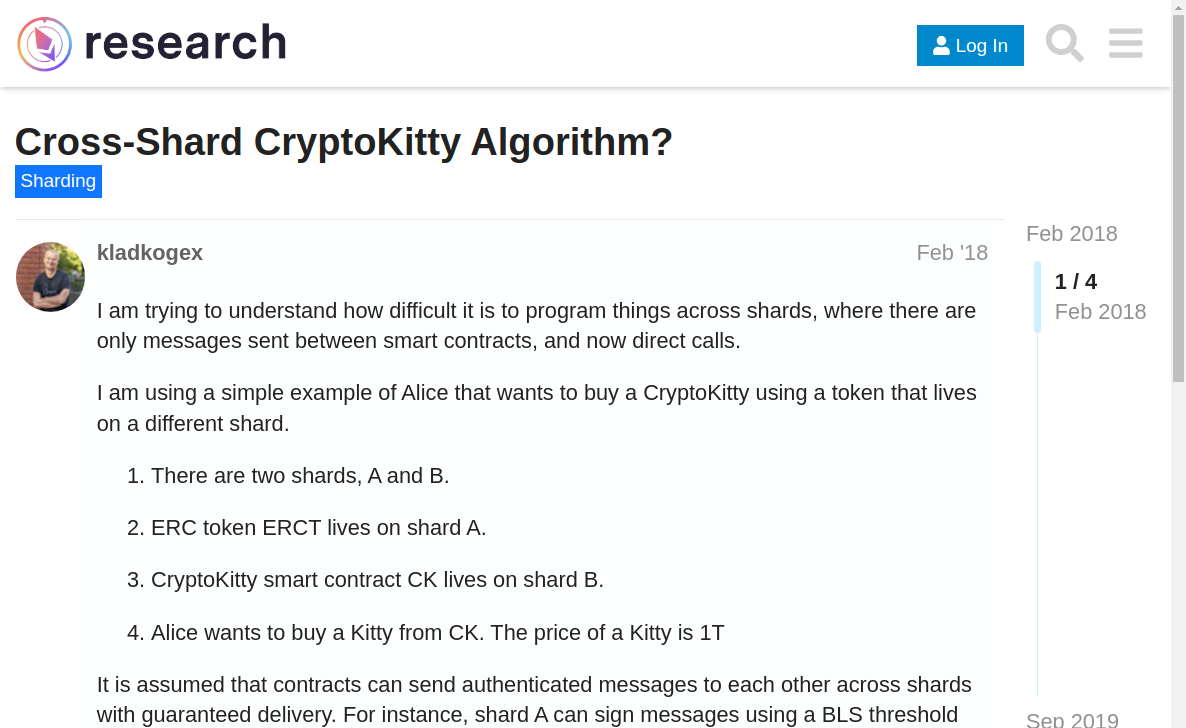 research
Log In
Cross-Shard CryptoKitty Algorithm?
Sharding
kladkogex
Feb '18
I am trying to understand how difficult it is to program things across shards, where there are
only messages sent between smart contracts, and now direct calls.
I am using a simple example of Alice that wants to buy a CryptoKitty using a token that lives
on a different shard.
1. There are two shards, A and B.
2. ERC token ERCT lives on shard A.
3. CryptoKitty smart contract CK lives on shard B.
4. Alice wants to buy a Kitty from CK. The price of a Kitty is 1T
It is assumed that contracts can send authenticated messages to each other across shards
with guaranteed delivery. For instance, shard A can sign messages using a BLS threshold
Feb 2018
1 / 4
Feb 2018
Sep 2019